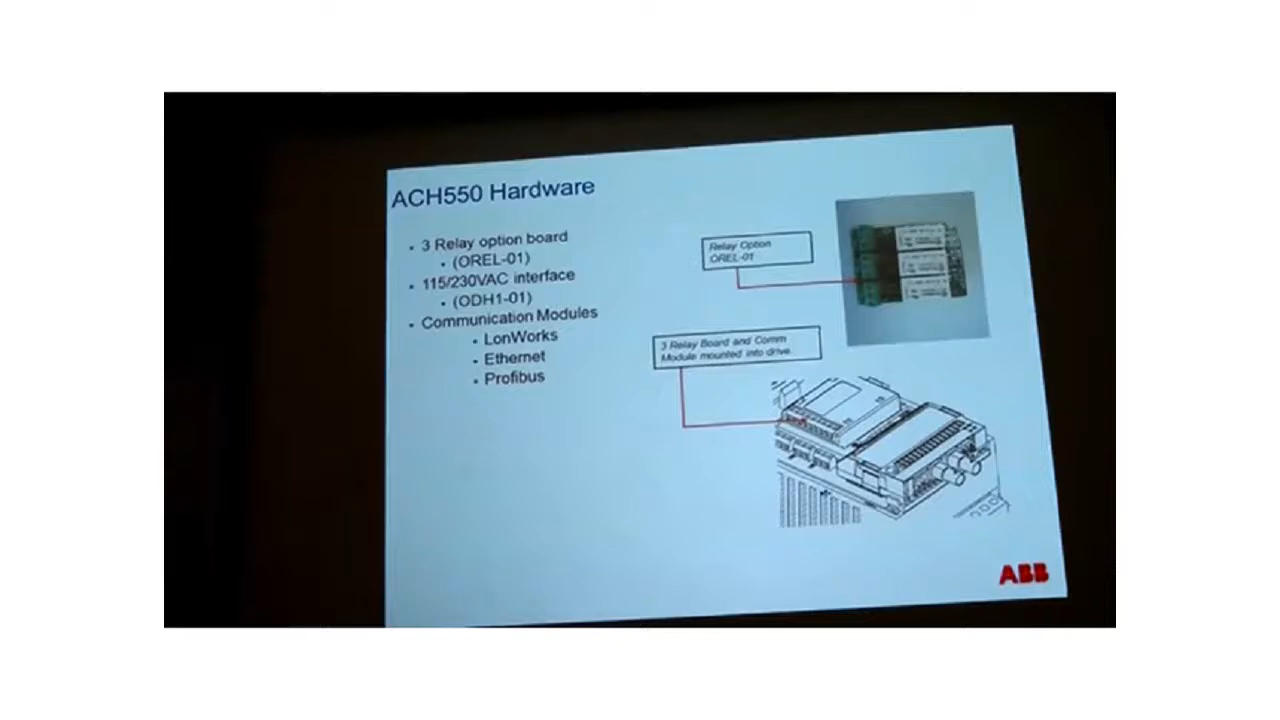 ACH550 Hardware
• 3 Relay option board
• (OREL-01)
• 115/230VAC interface
• (ODH1-01)
• Communication Modules
• LonWorks
• Ethernet
• Profibus
Relay Option
OREL-01
3 Relay Board and Comm
Module mounted into drive
ABB